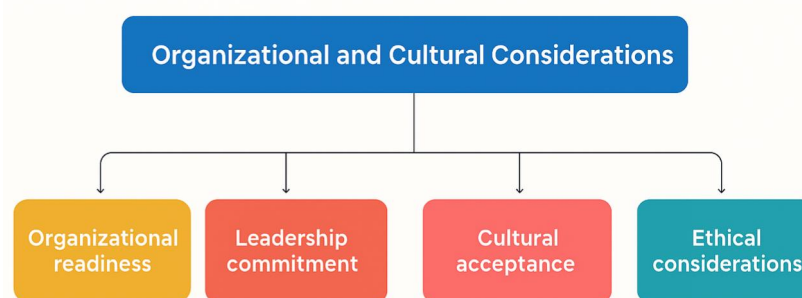 Organizational and Cultural Considerations
Organizational
readiness
Leadership
commitment
Cultural
acceptance
Ethical
considerations